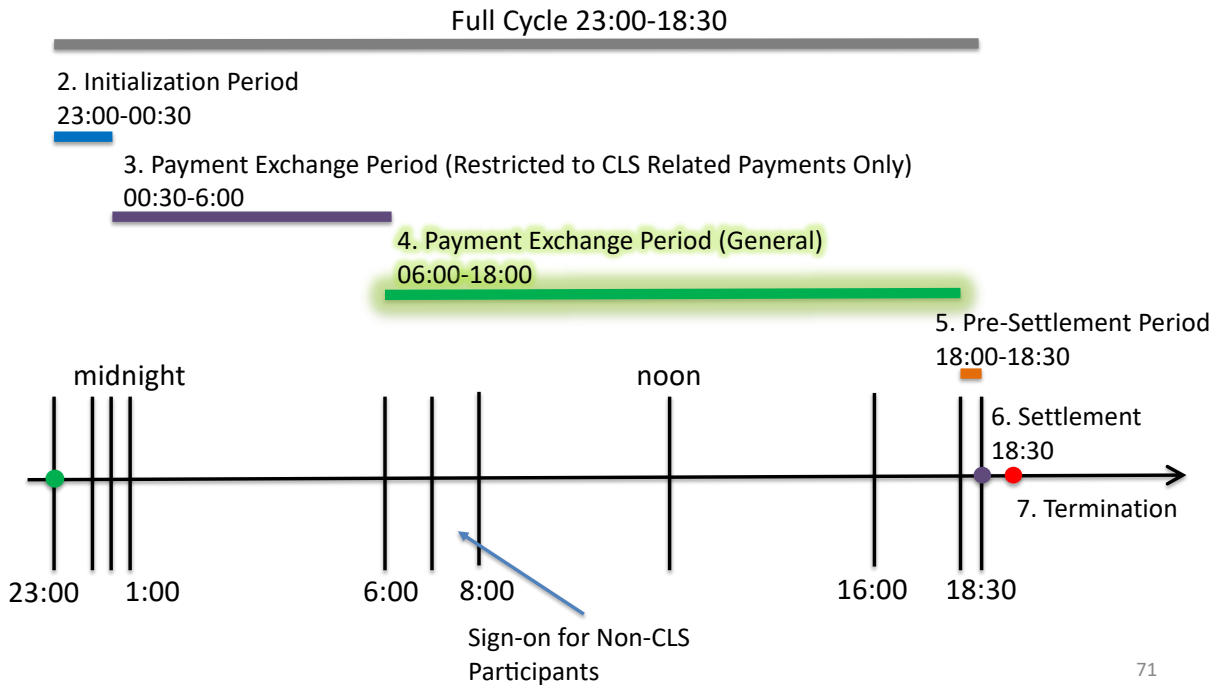 Full Cycle 23:00-18:30
2. Initialization Period
23:00-00:30
3. Payment Exchange Period (Restricted to CLS Related Payments Only)
00:30-6:00
4. Payment Exchange Period (General)
06:00-18:00
5. Pre-Settlement Period
18:00-18:30
midnight
noon
6. Settlement
18:30
7. Termination
23:00
1:00
6:00
8:00
16:00
18:30
Sign-on for Non-CLS
Participants
71